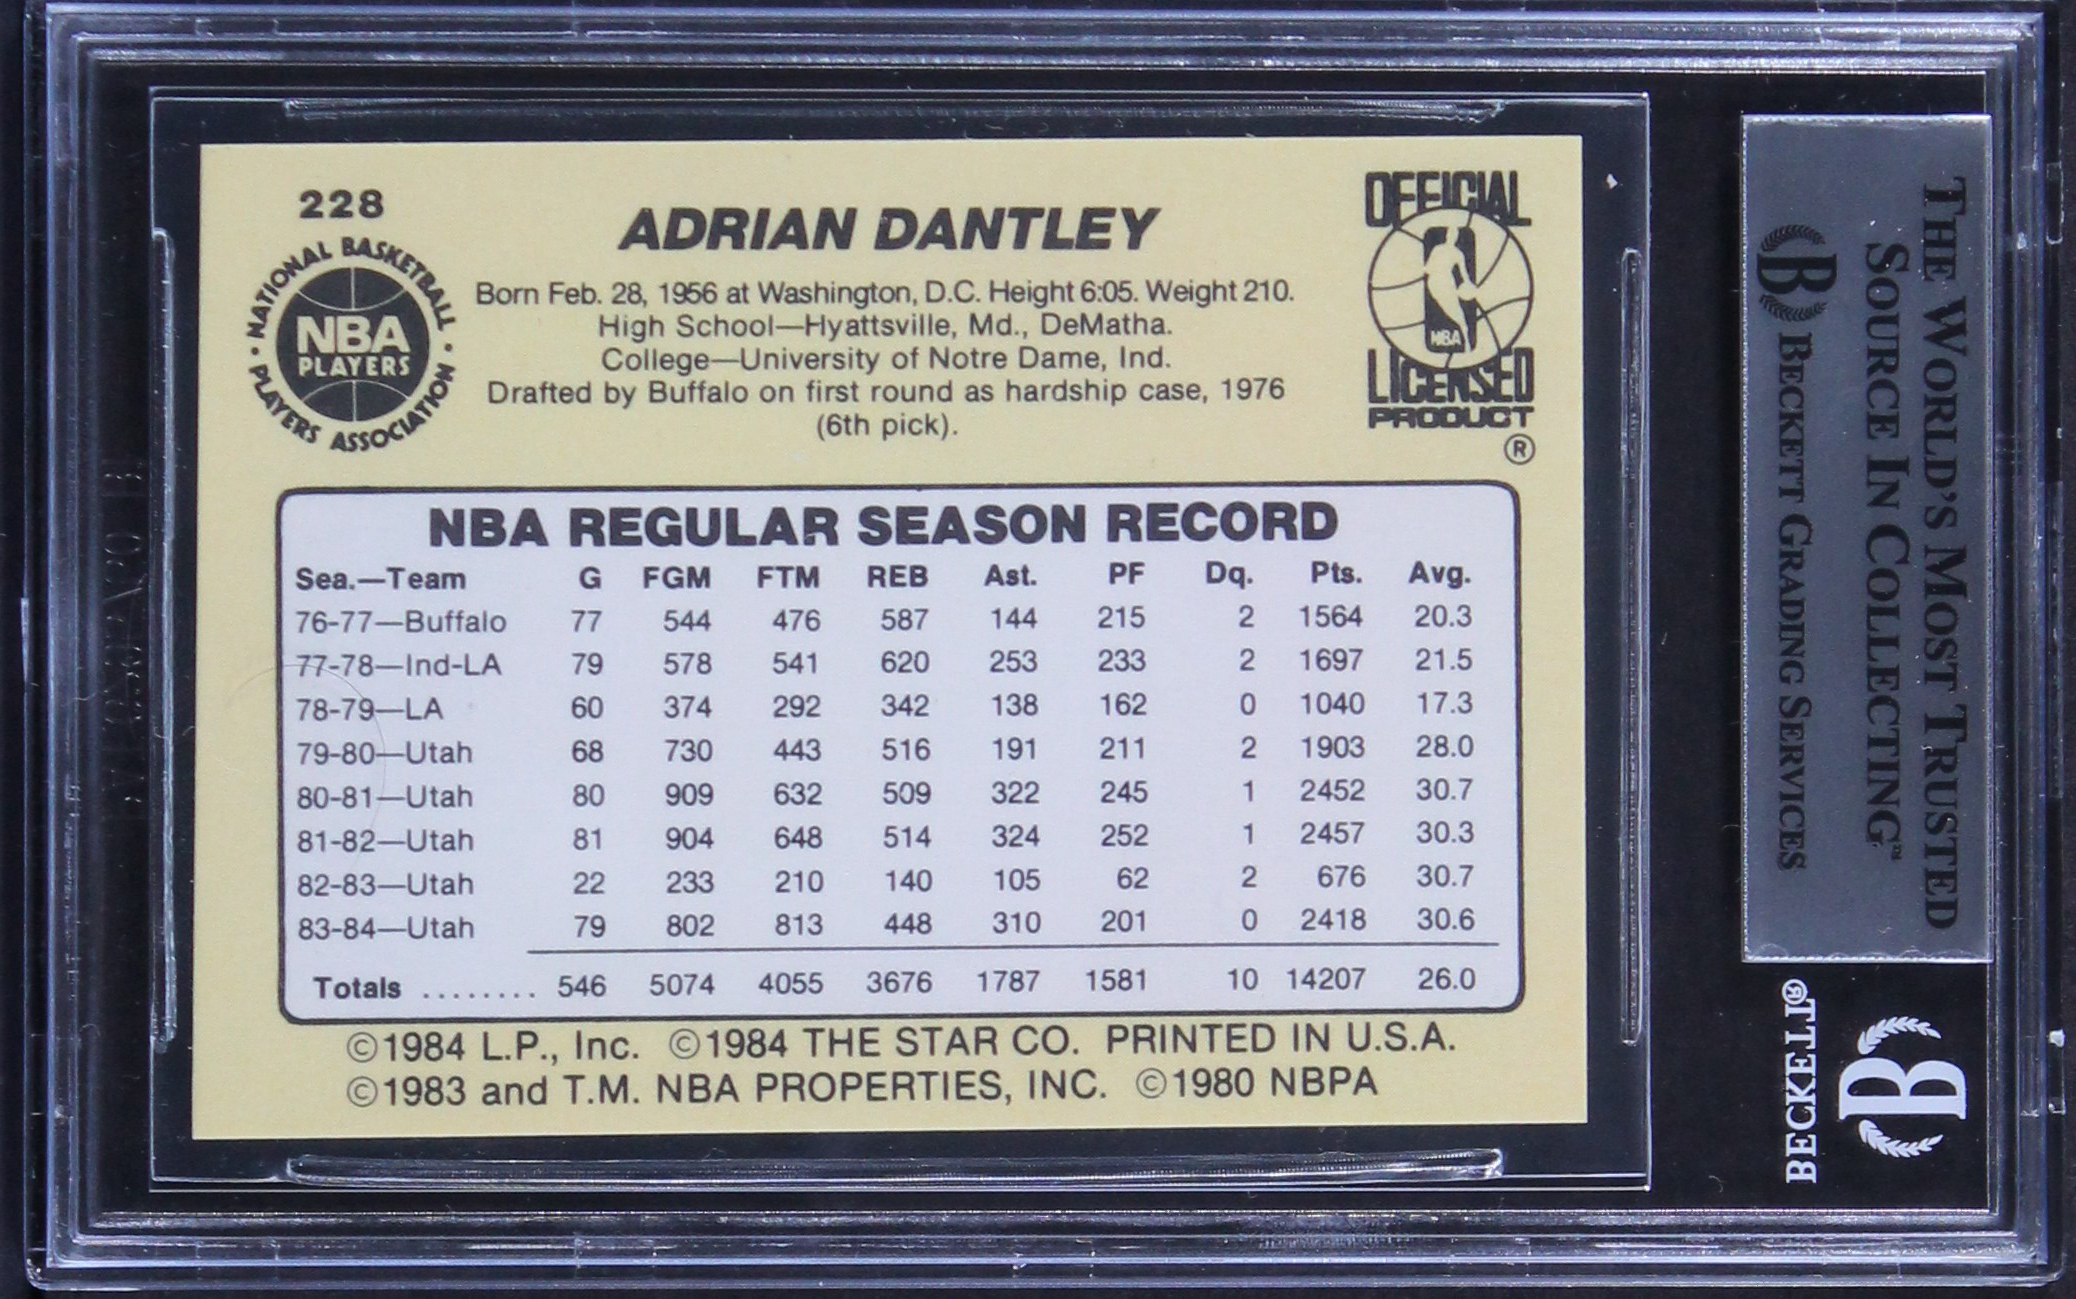 228
NATIONAL BASKETBALL
NBA
PLAYERS
PLAYERS ASSOCIATION
ADRIAN DANTLEY
Born Feb. 28, 1956 at Washington, D.C. Height 6:05. Weight 210.
High School—Hyattsville, Md., DeMatha.
College—University of Notre Dame, Ind.
Drafted by Buffalo on first round as hardship case, 1976
(6th pick).
OFFICIAL
NBA
LICENSED
PRODUCT
®
NBA REGULAR SEASON RECORD
Sea.—Team G FGM FTM REB Ast. PF Dq. Pts. Avg.
76-77—Buffalo 77 544 476 587 144 215 2 1564 20.3
77-78—Ind-LA 79 578 541 620 253 233 2 1697 21.5
78-79—LA 60 374 292 342 138 162 0 1040 17.3
79-80—Utah 68 730 443 516 191 211 2 1903 28.0
80-81—Utah 80 909 632 509 322 245 1 2452 30.7
81-82—Utah 81 904 648 514 324 252 1 2457 30.3
82-83—Utah 22 233 210 140 105 62 2 676 30.7
83-84—Utah 79 802 813 448 310 201 0 2418 30.6
Totals ........ 546 5074 4055 3676 1787 1581 10 14207 26.0
©1984 L.P., Inc. ©1984 THE STAR CO. PRINTED IN U.S.A.
©1983 and T.M. NBA PROPERTIES, INC. ©1980 NBPA
THE WORLD'S MOST TRUSTED
SOURCE IN COLLECTING™
B BECKETT GRADING SERVICES
B
BECKETT®